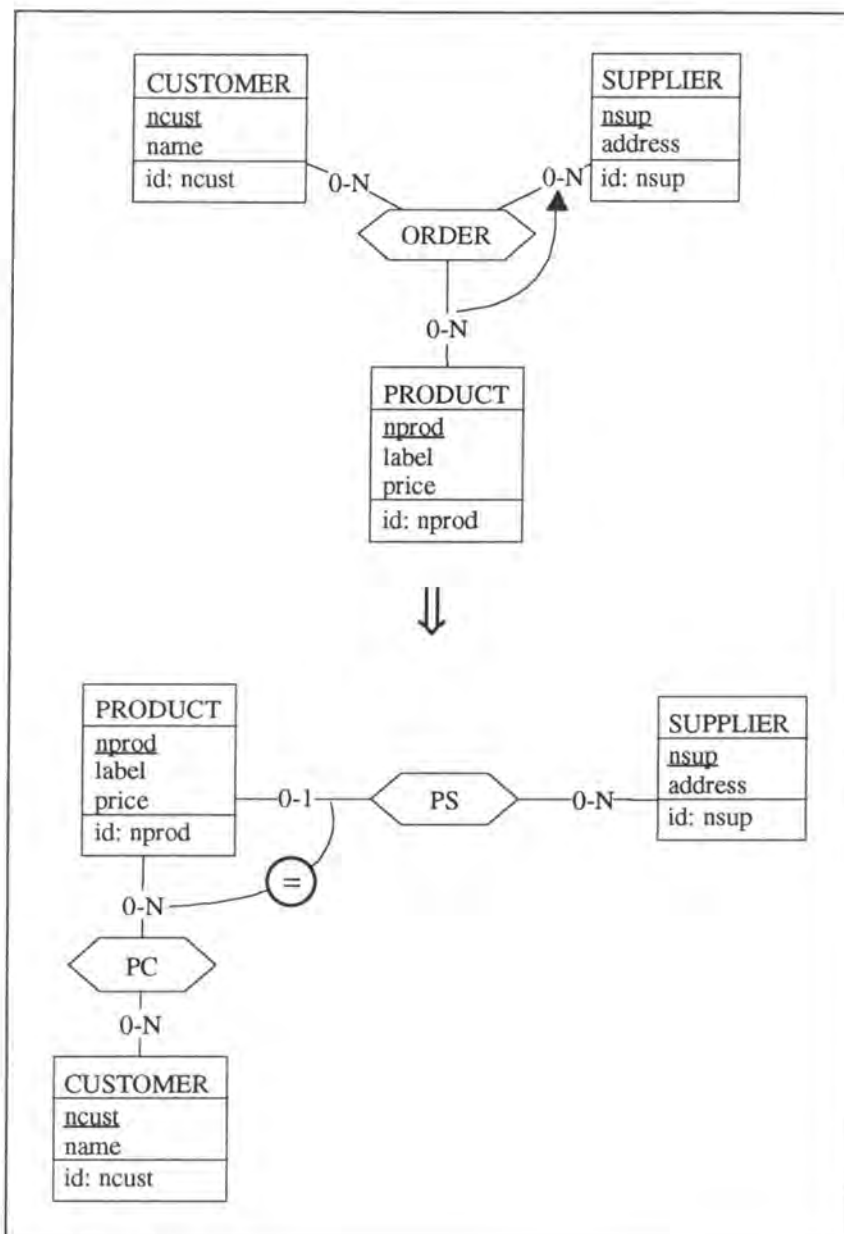 CUSTOMER
ncust
name
id: ncust
SUPPLIER
nsup
address
id: nsup
0-N
0-N
ORDER
0-N
PRODUCT
nprod
label
price
id: nprod
⇓
PRODUCT
nprod
label
price
id: nprod
0-1
PS
0-N
SUPPLIER
nsup
address
id: nsup
=
0-N
PC
0-N
CUSTOMER
ncust
name
id: ncust